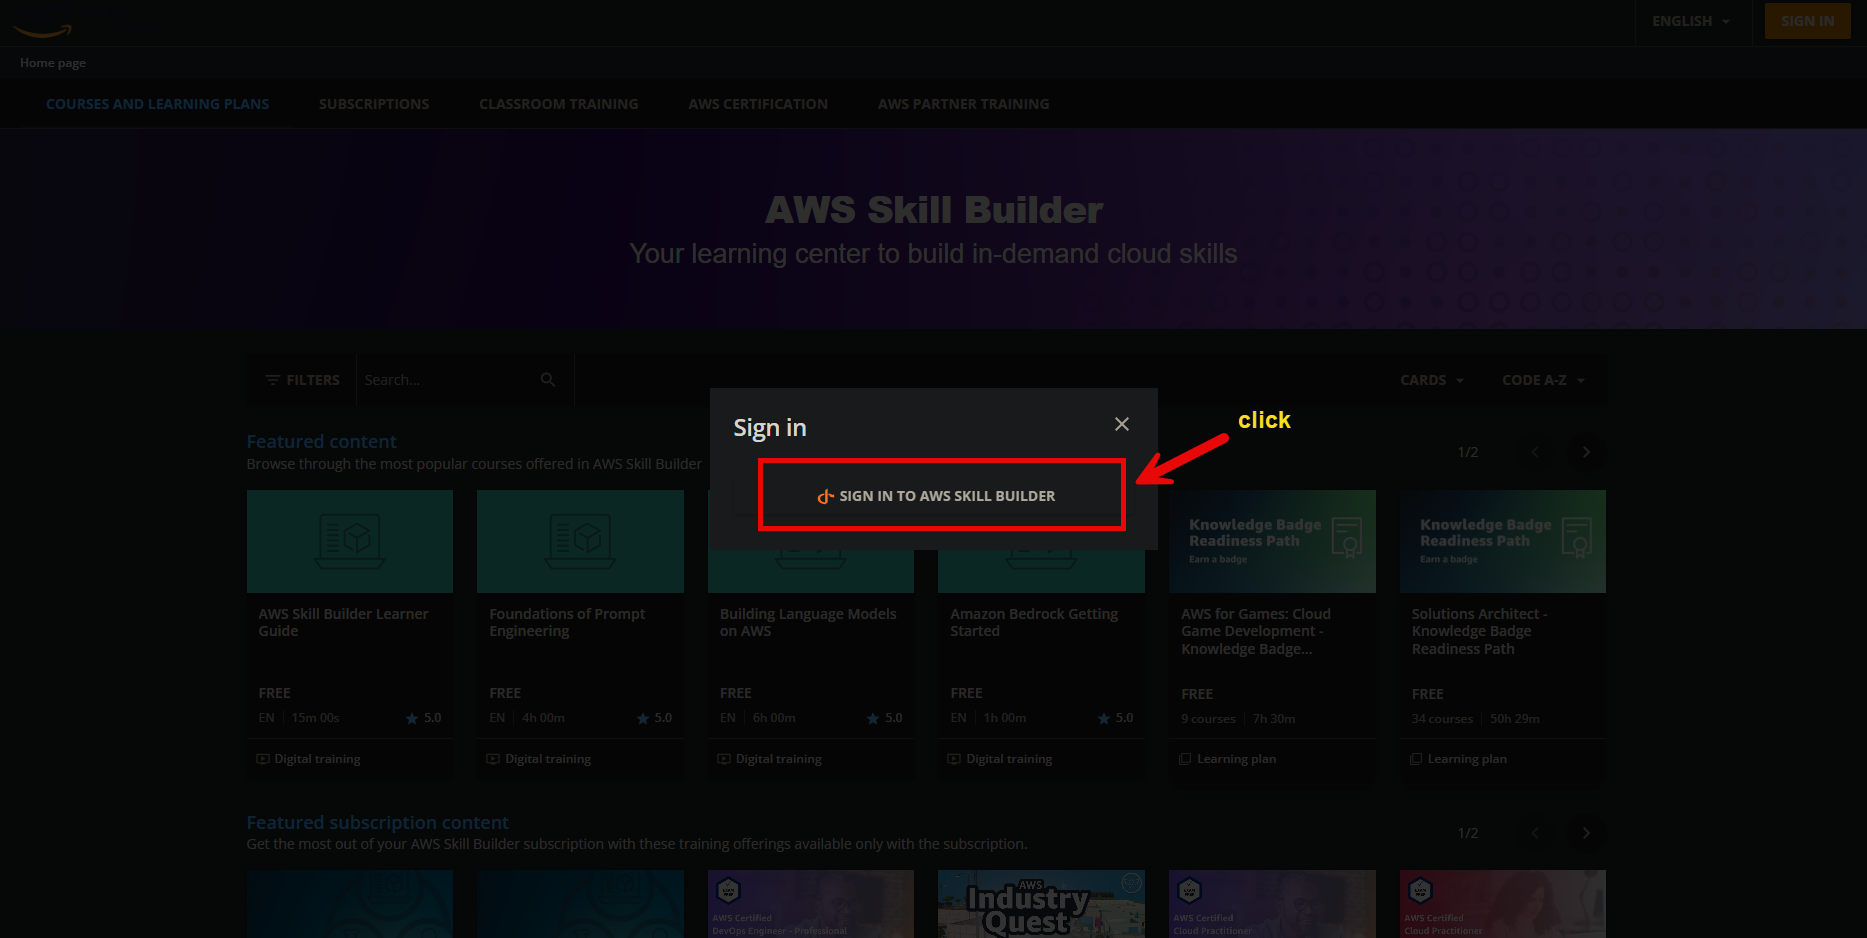 ENGLISH
SIGN IN
Home page
COURSES AND LEARNING PLANS
SUBSCRIPTIONS
CLASSROOM TRAINING
AWS CERTIFICATION
AWS PARTNER TRAINING
AWS Skill Builder
Your learning center to build in-demand cloud skills
FILTERS
Search...
CARDS
CODE A-Z
Sign in
click
SIGN IN TO AWS SKILL BUILDER
Featured content
Browse through the most popular courses offered in AWS Skill Builder
1/2
Knowledge Badge
Readiness Path
Earn a badge
Knowledge Badge
Readiness Path
Earn a badge
AWS Skill Builder Learner
Guide
FREE
EN 15m 00s 5.0
Digital training
Foundations of Prompt
Engineering
FREE
EN 4h 00m 5.0
Digital training
Building Language Models
on AWS
FREE
EN 6h 00m 5.0
Digital training
Amazon Bedrock Getting
Started
FREE
EN 1h 00m 5.0
Digital training
AWS for Games: Cloud
Game Development -
Knowledge Badge...
FREE
9 courses 7h 30m
Learning plan
Solutions Architect -
Knowledge Badge
Readiness Path
FREE
34 courses 50h 29m
Learning plan
Featured subscription content
Get the most out of your AWS Skill Builder subscription with these training offerings available only with the subscription.
1/2
AWS Certified
DevOps Engineer - Professional
AWS
Industry
Quest
AWS Certified
Cloud Practitioner
AWS Certified
Cloud Practitioner